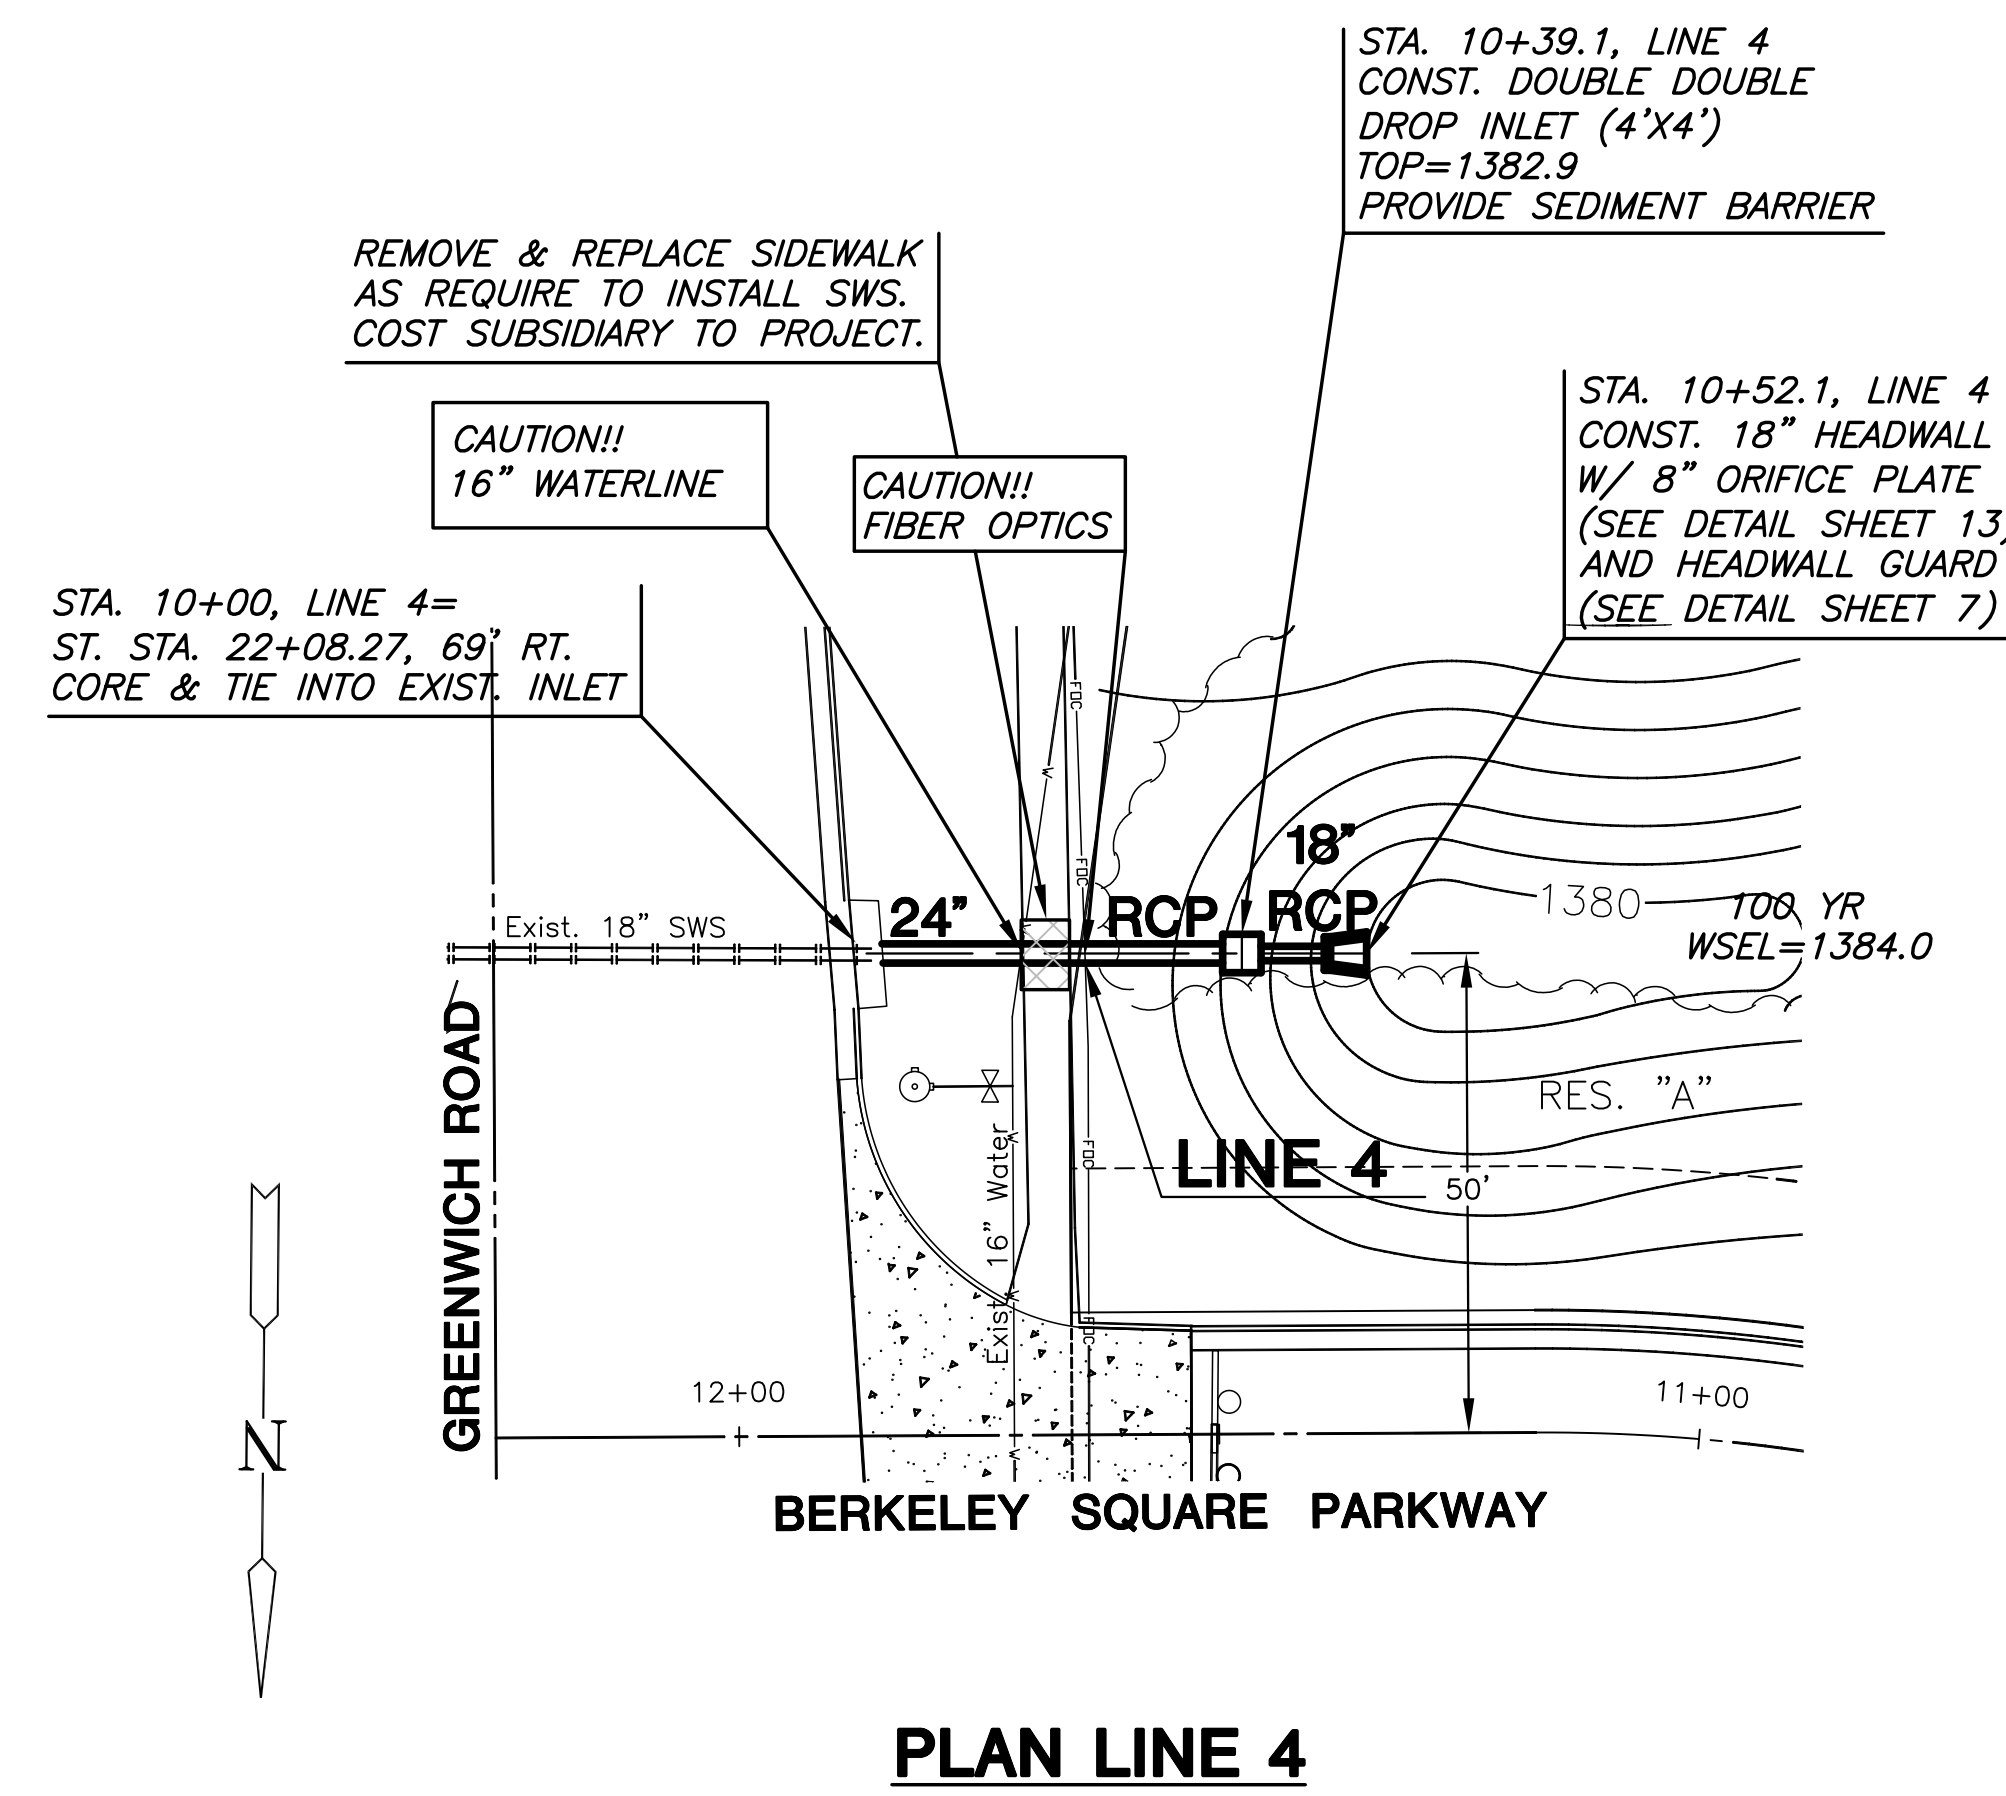 STA. 10+39.1, LINE 4
CONST. DOUBLE DOUBLE
DROP INLET (4'X4')
TOP=1382.9
PROVIDE SEDIMENT BARRIER
REMOVE & REPLACE SIDEWALK
AS REQUIRE TO INSTALL SWS.
COST SUBSIDIARY TO PROJECT.
STA. 10+52.1, LINE 4
CONST. 18" HEADWALL
W/ 8" ORIFICE PLATE
(SEE DETAIL SHEET 13)
AND HEADWALL GUARD
(SEE DETAIL SHEET 7)
CAUTION!!
16" WATERLINE
CAUTION!!
FIBER OPTICS
STA. 10+00, LINE 4=
ST. STA. 22+08.27, 69' RT.
CORE & TIE INTO EXIST. INLET
FOC
W
18"
RCP
FOC
24"
RCP
1380
100 YR
WSEL=1384.0
Exist. 18" SWS
GREENWICH ROAD
RES. "A"
Exist. 16" Water
W
FOC
LINE 4
50'
W
FOC
12+00
11+00
W
N
BERKELEY SQUARE PARKWAY
PLAN LINE 4